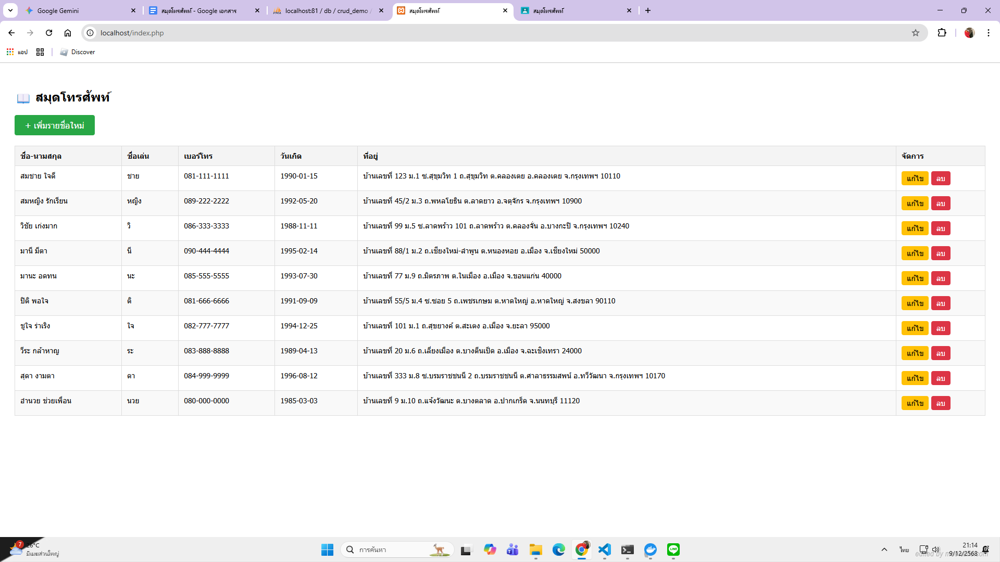 Google Gemini
สมุดโทรศัพท์ - Google เอกสาร
localhost:81 / db / crud_demo /
สมุดโทรศัพท์
สมุดโทรศัพท์
localhost/index.php
แอป
Discover
สมุดโทรศัพท์
+ เพิ่มรายชื่อใหม่
ชื่อ-นามสกุล ชื่อเล่น เบอร์โทร วันเกิด ที่อยู่ จัดการ
สมชาย ใจดี ชาย 081-111-1111 1990-01-15 บ้านเลขที่ 123 ม.1 ซ.สุขุมวิท 1 ถ.สุขุมวิท ต.คลองเตย อ.คลองเตย จ.กรุงเทพฯ 10110 แก้ไข ลบ
สมหญิง รักเรียน หญิง 089-222-2222 1992-05-20 บ้านเลขที่ 45/2 ม.3 ถ.พหลโยธิน ต.ลาดยาว อ.จตุจักร จ.กรุงเทพฯ 10900 แก้ไข ลบ
วิชัย เก่งมาก วิ 086-333-3333 1988-11-11 บ้านเลขที่ 99 ม.5 ซ.ลาดพร้าว 101 ถ.ลาดพร้าว ต.คลองจั่น อ.บางกะปิ จ.กรุงเทพฯ 10240 แก้ไข ลบ
มานี มีตา นี 090-444-4444 1995-02-14 บ้านเลขที่ 88/1 ม.2 ถ.เชียงใหม่-ลำพูน ต.หนองหอย อ.เมือง จ.เชียงใหม่ 50000 แก้ไข ลบ
มานะ อดทน นะ 085-555-5555 1993-07-30 บ้านเลขที่ 77 ม.9 ถ.มิตรภาพ ต.ในเมือง อ.เมือง จ.ขอนแก่น 40000 แก้ไข ลบ
ปิติ พอใจ ติ 081-666-6666 1991-09-09 บ้านเลขที่ 55/5 ม.4 ซ.ซอย 5 ถ.เพชรเกษม ต.หาดใหญ่ อ.หาดใหญ่ จ.สงขลา 90110 แก้ไข ลบ
ชูใจ ร่าเริง ใจ 082-777-7777 1994-12-25 บ้านเลขที่ 101 ม.1 ถ.สุขยางค์ ต.สะเตง อ.เมือง จ.ยะลา 95000 แก้ไข ลบ
วีระ กล้าหาญ ระ 083-888-8888 1989-04-13 บ้านเลขที่ 20 ม.6 ถ.เลี่ยงเมือง ต.บางตีนเป็ด อ.เมือง จ.ฉะเชิงเทรา 24000 แก้ไข ลบ
สุดา งามตา ดา 084-999-9999 1996-08-12 บ้านเลขที่ 333 ม.8 ซ.บรมราชชนนี 2 ถ.บรมราชชนนี ต.ศาลาธรรมสพน์ อ.ทวีวัฒนา จ.กรุงเทพฯ 10170 แก้ไข ลบ
อำนวย ช่วยเพื่อน นวย 080-000-0000 1985-03-03 บ้านเลขที่ 9 ม.10 ถ.แจ้งวัฒนะ ต.บางตลาด อ.ปากเกร็ด จ.นนทบุรี 11120 แก้ไข ลบ
7
มีเมฆส่วนใหญ่
การค้นหา
ไทย
21:14
9/12/2568